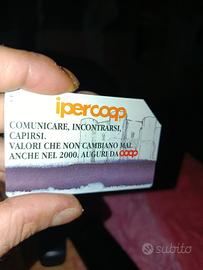 ipercoop
COMUNICARE, INCONTRARSI,
CAPIRSI.
VALORI CHE NON CAMBIANO MAI.
ANCHE NEL 2000. AUGURI DA coop
subito